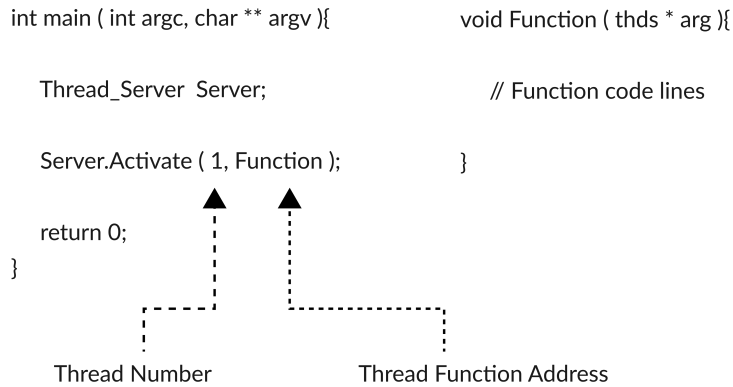 int main ( int argc, char ** argv ){
Thread_Server Server;
Server.Activate ( 1, Function );
return 0;
}
void Function ( thds * arg ){
// Function code lines
}
Thread Number
Thread Function Address